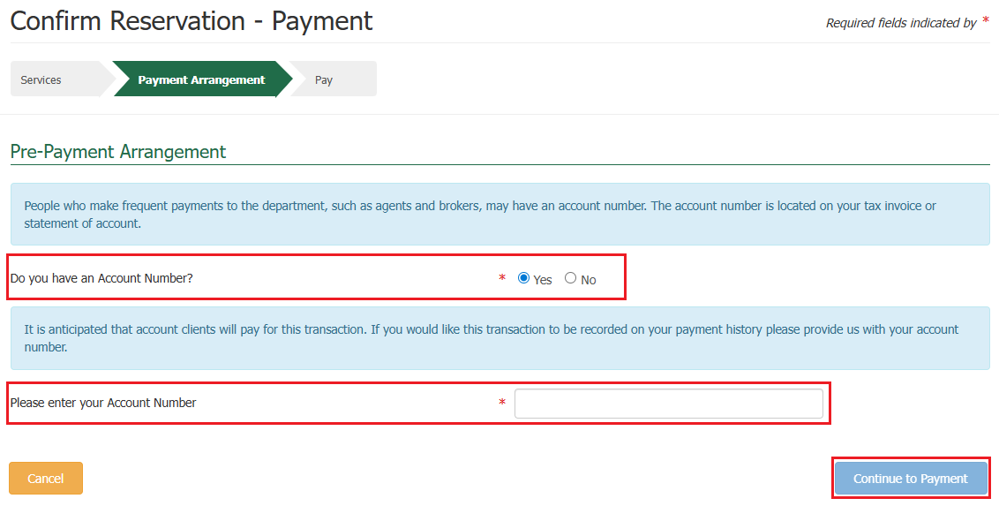 Confirm Reservation - Payment
Required fields indicated by *
Services
Payment Arrangement
Pay
Pre-Payment Arrangement
People who make frequent payments to the department, such as agents and brokers, may have an account number. The account number is located on your tax invoice or
statement of account.
Do you have an Account Number? * Yes No
It is anticipated that account clients will pay for this transaction. If you would like this transaction to be recorded on your payment history please provide us with your account
number.
Please enter your Account Number *
Cancel
Continue to Payment